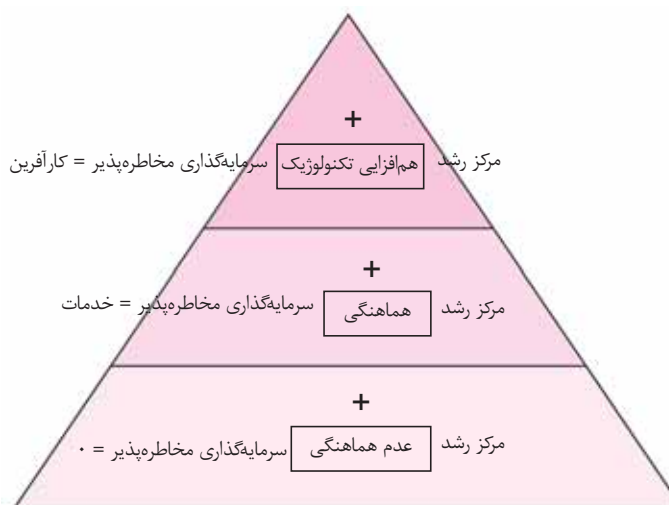 +
مرکز رشد هم‌افزایی تکنولوژیک سرمایه‌گذاری مخاطره‌پذیر = کارآفرین
+
مرکز رشد هماهنگی سرمایه‌گذاری مخاطره‌پذیر = خدمات
+
مرکز رشد عدم هماهنگی سرمایه‌گذاری مخاطره‌پذیر = ۰